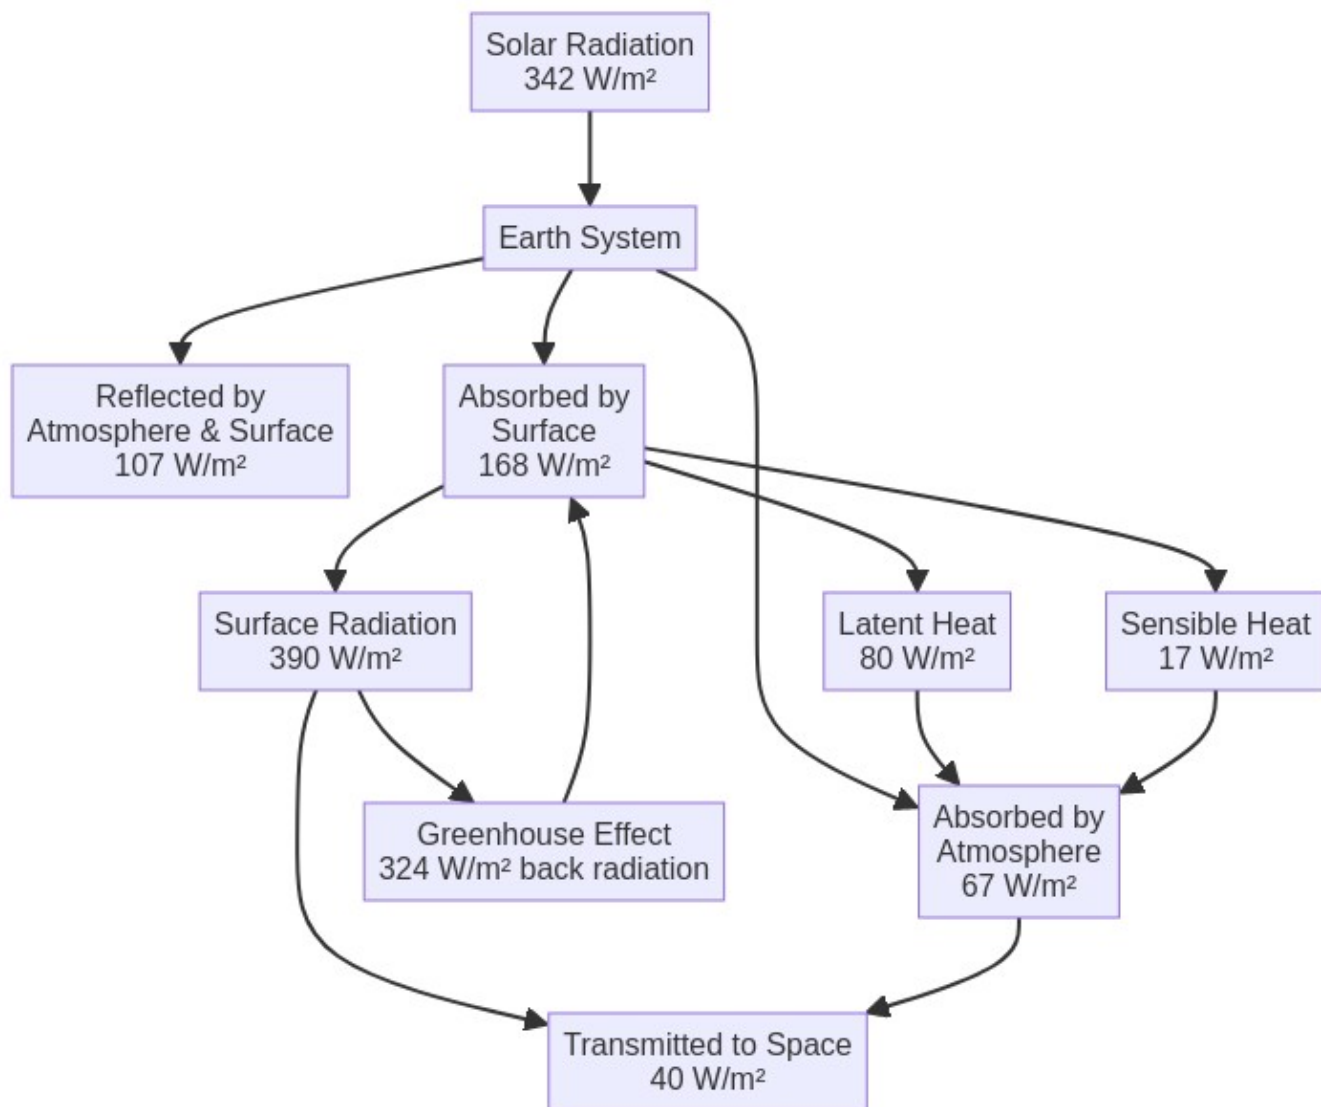 Solar Radiation
342 W/m²
Earth System
Reflected by
Atmosphere & Surface
107 W/m²
Absorbed by
Surface
168 W/m²
Surface Radiation
390 W/m²
Latent Heat
80 W/m²
Sensible Heat
17 W/m²
Greenhouse Effect
324 W/m² back radiation
Absorbed by
Atmosphere
67 W/m²
Transmitted to Space
40 W/m²